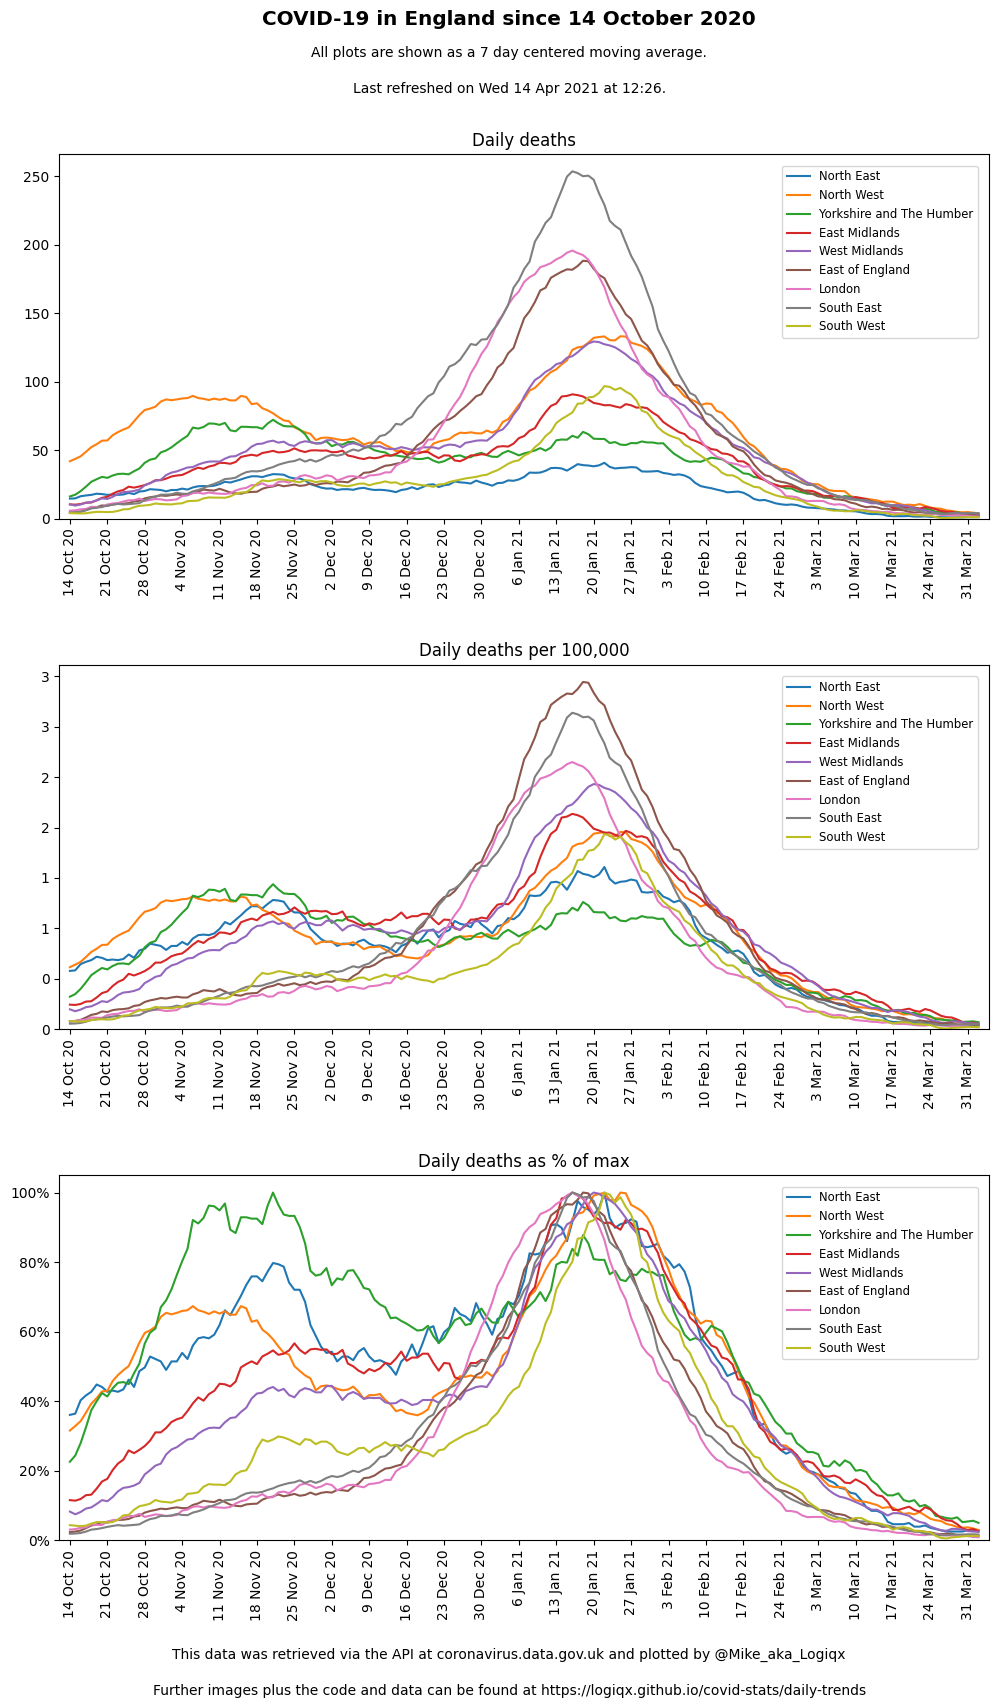 COVID-19 in England since 14 October 2020
All plots are shown as a 7 day centered moving average.
Last refreshed on Wed 14 Apr 2021 at 12:26.
Daily deaths
250
200
150
100
50
0
North East
North West
Yorkshire and The Humber
East Midlands
West Midlands
East of England
London
South East
South West
14 Oct 20
21 Oct 20
28 Oct 20
4 Nov 20
11 Nov 20
18 Nov 20
25 Nov 20
2 Dec 20
9 Dec 20
16 Dec 20
23 Dec 20
30 Dec 20
6 Jan 21
13 Jan 21
20 Jan 21
27 Jan 21
3 Feb 21
10 Feb 21
17 Feb 21
24 Feb 21
3 Mar 21
10 Mar 21
17 Mar 21
24 Mar 21
31 Mar 21
Daily deaths per 100,000
3
3
2
2
1
1
0
0
North East
North West
Yorkshire and The Humber
East Midlands
West Midlands
East of England
London
South East
South West
14 Oct 20
21 Oct 20
28 Oct 20
4 Nov 20
11 Nov 20
18 Nov 20
25 Nov 20
2 Dec 20
9 Dec 20
16 Dec 20
23 Dec 20
30 Dec 20
6 Jan 21
13 Jan 21
20 Jan 21
27 Jan 21
3 Feb 21
10 Feb 21
17 Feb 21
24 Feb 21
3 Mar 21
10 Mar 21
17 Mar 21
24 Mar 21
31 Mar 21
Daily deaths as % of max
100%
80%
60%
40%
20%
0%
North East
North West
Yorkshire and The Humber
East Midlands
West Midlands
East of England
London
South East
South West
14 Oct 20
21 Oct 20
28 Oct 20
4 Nov 20
11 Nov 20
18 Nov 20
25 Nov 20
2 Dec 20
9 Dec 20
16 Dec 20
23 Dec 20
30 Dec 20
6 Jan 21
13 Jan 21
20 Jan 21
27 Jan 21
3 Feb 21
10 Feb 21
17 Feb 21
24 Feb 21
3 Mar 21
10 Mar 21
17 Mar 21
24 Mar 21
31 Mar 21
This data was retrieved via the API at coronavirus.data.gov.uk and plotted by @Mike_aka_Logiqx
Further images plus the code and data can be found at https://logiqx.github.io/covid-stats/daily-trends